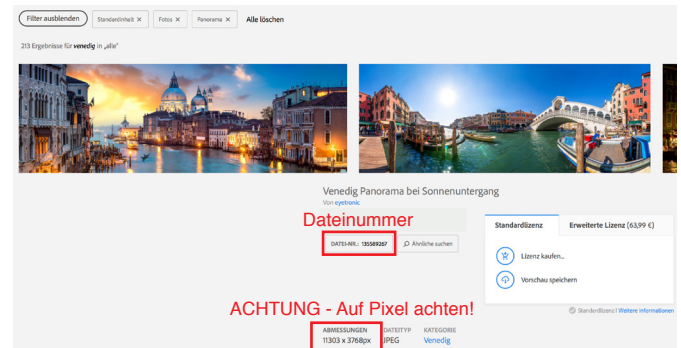 Filter ausblenden Standardinhalt × Fotos × Panorama × Alle löschen
213 Ergebnisse für venedig in „alle“
Venedig Panorama bei Sonnenuntergang
Von eyetronic
Dateinummer
DATEI-NR.: 135589267 Ähnliche suchen
Standardlizenz Erweiterte Lizenz (63,99 €)
Lizenz kaufen...
Vorschau speichern
Standardlizenz | Weitere Informationen
ACHTUNG - Auf Pixel achten!
ABMESSUNGEN DATEITYP KATEGORIE
11303 x 3768px JPEG Venedig